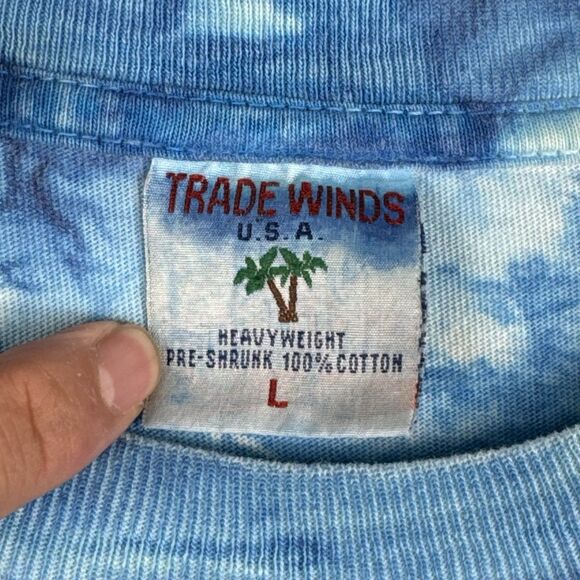 TRADE WINDS
U.S.A.
HEAVYWEIGHT
PRE-SHRUNK 100% COTTON
L